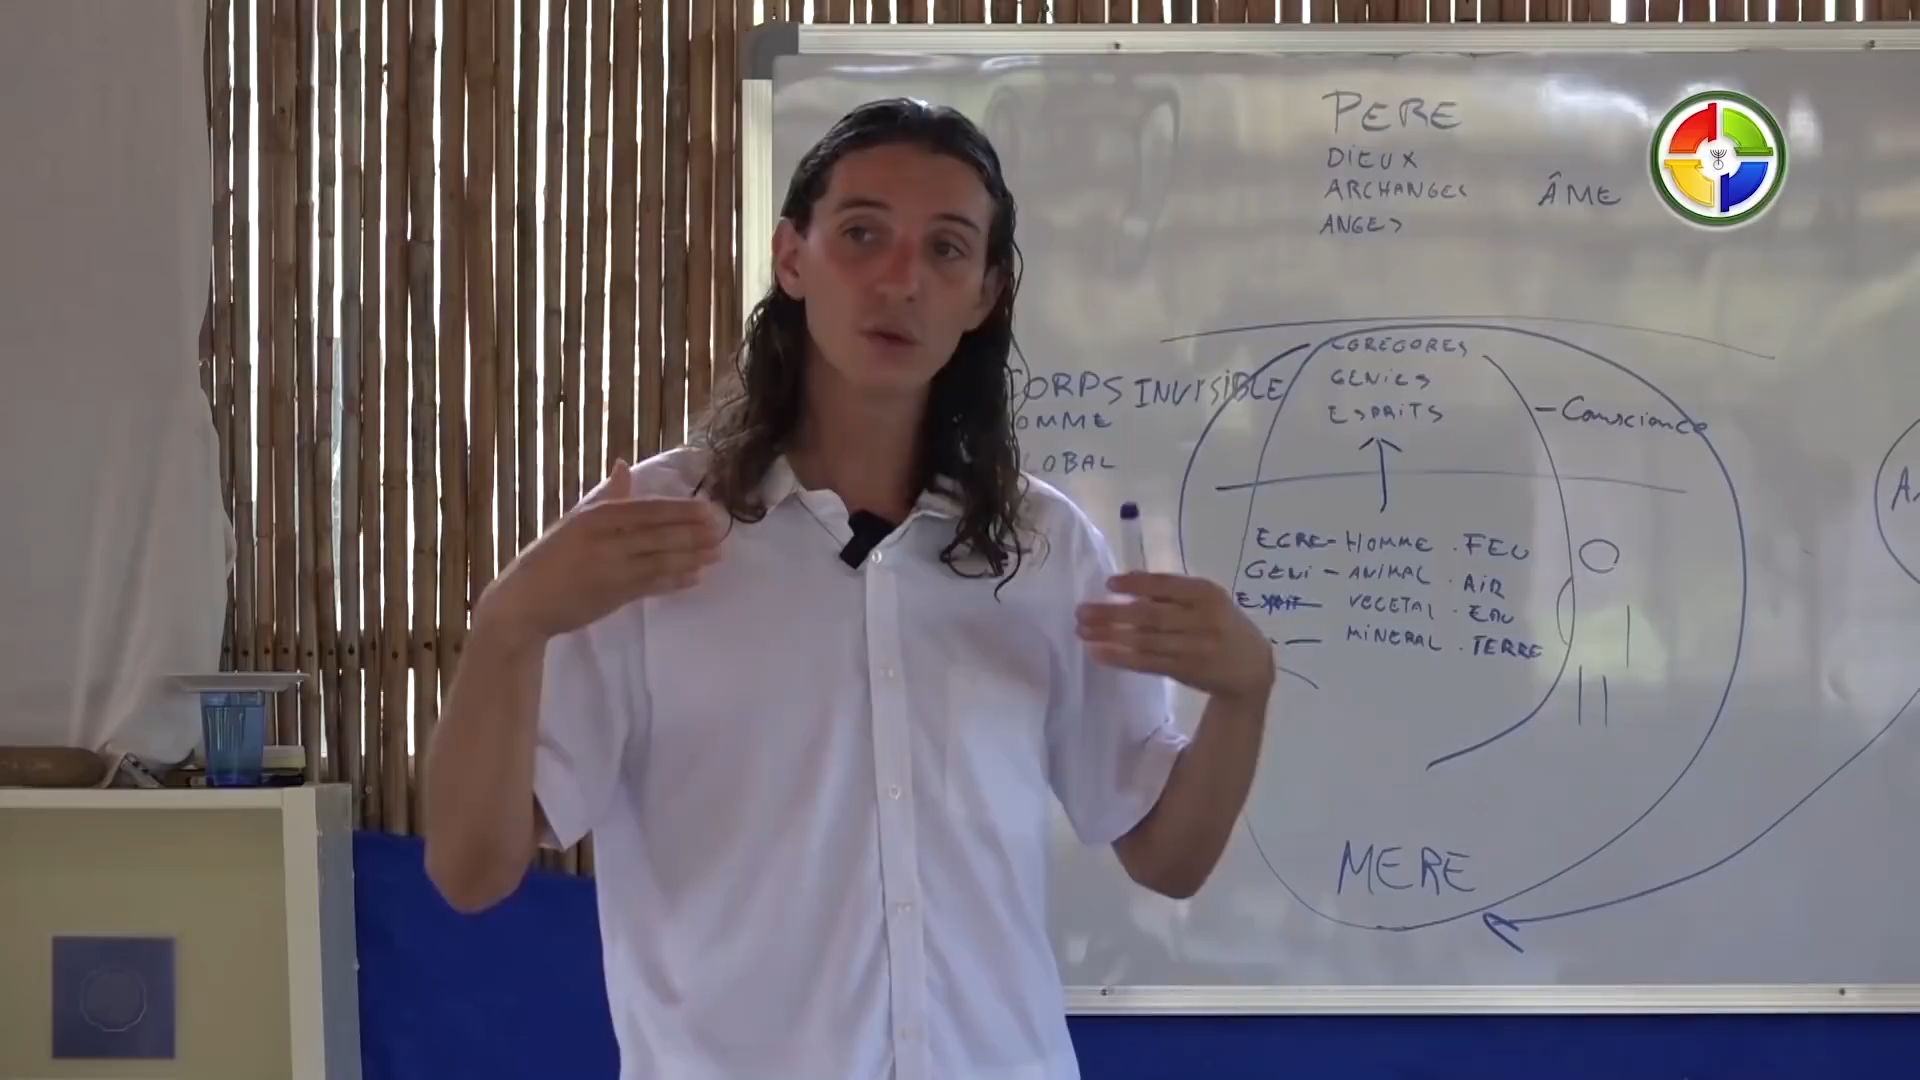 PERE
DIEUX
ARCHANGES
ANGES
ÂME
EGREGORES
GENIES
ESPRITS
CORPS INVISIBLE
OMME
LOBAL
- Conscience
EGRE- HOMME . FEU
GENI - ANIMAL . AIR
VEGETAL . EAU
MINERAL . TERRE
MERE